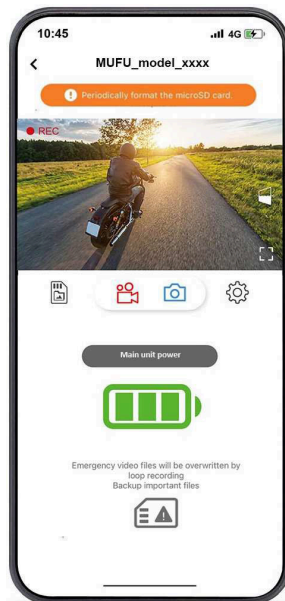 10:45
4G
MUFU_model_xxxx
Periodically format the microSD card.
REC
Main unit power
Emergency video files will be overwritten by
loop recording
Backup important files